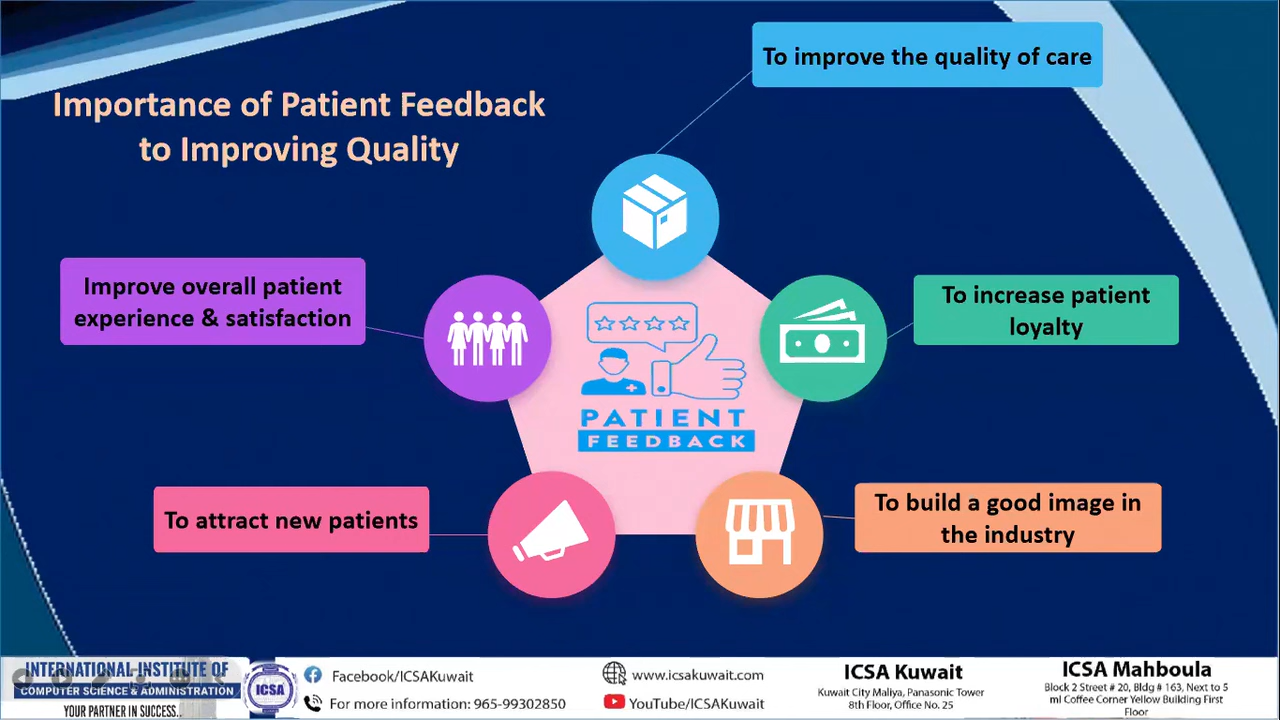 Importance of Patient Feedback
to Improving Quality
To improve the quality of care
Improve overall patient
experience & satisfaction
To increase patient
loyalty
PATIENT
FEEDBACK
To attract new patients
To build a good image in
the industry
INTERNATIONAL INSTITUTE OF
COMPUTER SCIENCE & ADMINISTRATION
YOUR PARTNER IN SUCCESS..
ICSA
Facebook/ICSAKuwait
For more information: 965-99302850
www.icsakuwait.com
YouTube/ICSAKuwait
ICSA Kuwait
Kuwait City Maliya, Panasonic Tower
8th Floor, Office No. 25
ICSA Mahboula
Block 2 Street # 20, Bldg # 163, Next to 5
ml Coffee Corner Yellow Building First
Floor